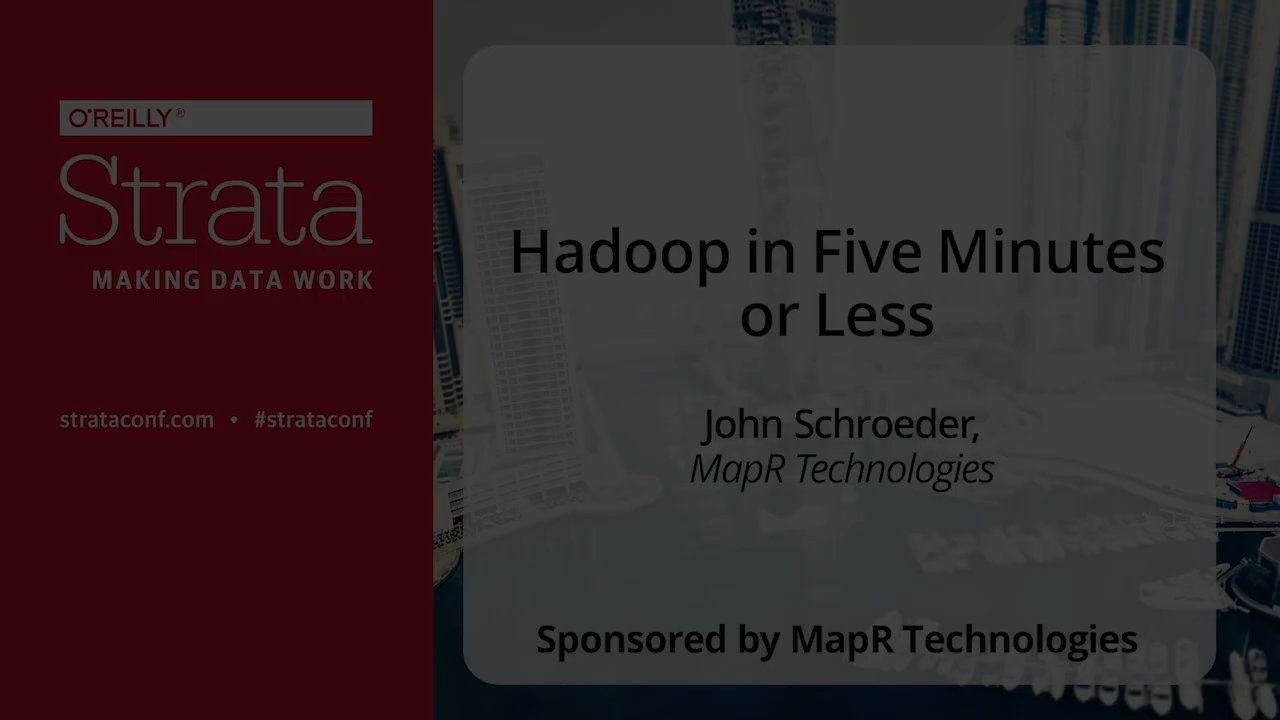 O'REILLY®
Strata
MAKING DATA WORK
strataconf.com • #strataconf
Hadoop in Five Minutes
or Less
John Schroeder,
MapR Technologies
Sponsored by MapR Technologies